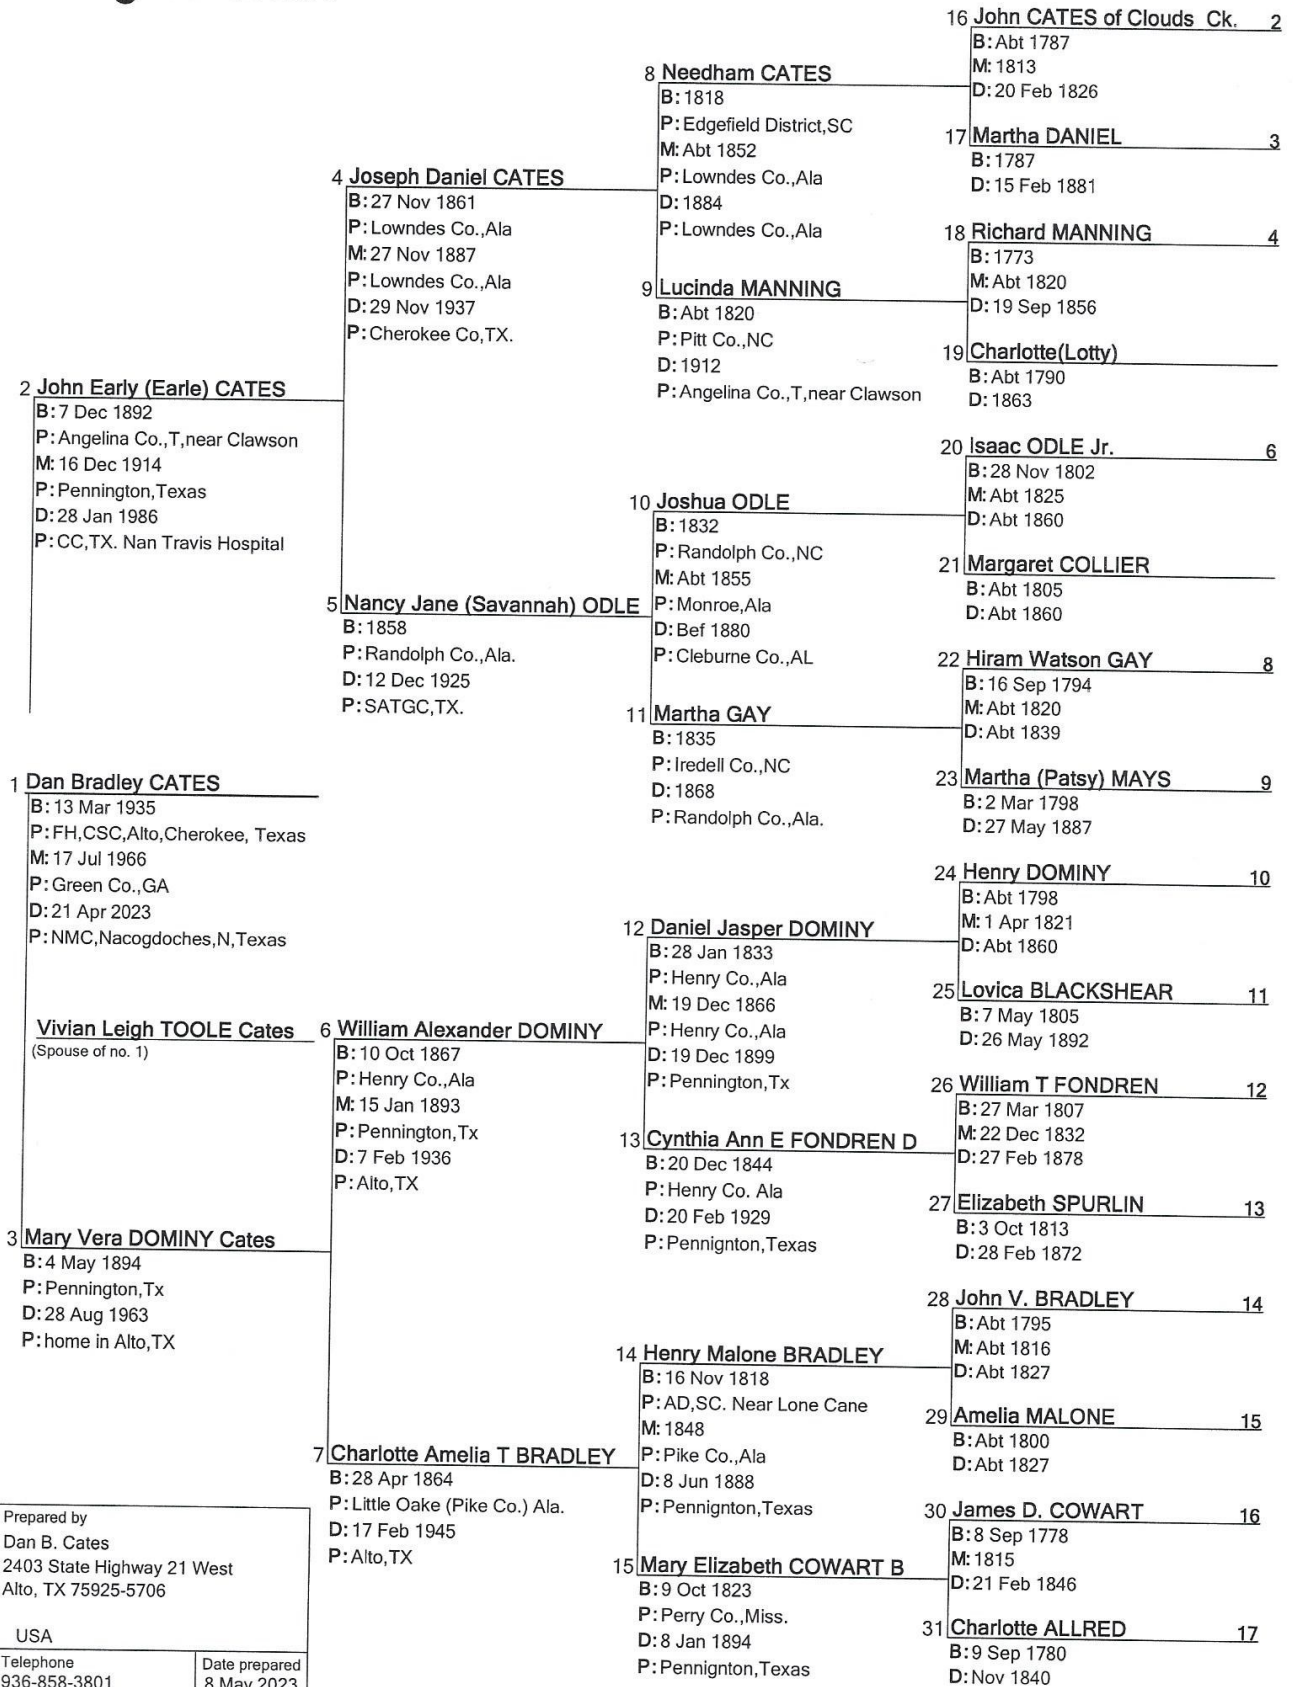 16 John CATES of Clouds Ck. 2
B: Abt 1787
M: 1813
D: 20 Feb 1826
8 Needham CATES
B: 1818
P: Edgefield District,SC
M: Abt 1852
P: Lowndes Co.,Ala
D: 1884
P: Lowndes Co.,Ala
17 Martha DANIEL 3
B: 1787
D: 15 Feb 1881
4 Joseph Daniel CATES
B: 27 Nov 1861
P: Lowndes Co.,Ala
M: 27 Nov 1887
P: Lowndes Co.,Ala
D: 29 Nov 1937
P: Cherokee Co,TX.
18 Richard MANNING 4
B: 1773
M: Abt 1820
D: 19 Sep 1856
9 Lucinda MANNING
B: Abt 1820
P: Pitt Co.,NC
D: 1912
P: Angelina Co.,T,near Clawson
19 Charlotte(Lotty)
B: Abt 1790
D: 1863
2 John Early (Earle) CATES
B: 7 Dec 1892
P: Angelina Co.,T,near Clawson
M: 16 Dec 1914
P: Pennington,Texas
D: 28 Jan 1986
P: CC,TX. Nan Travis Hospital
20 Isaac ODLE Jr. 6
B: 28 Nov 1802
M: Abt 1825
D: Abt 1860
10 Joshua ODLE
B: 1832
P: Randolph Co.,NC
M: Abt 1855
P: Monroe,Ala
D: Bef 1880
P: Cleburne Co.,AL
21 Margaret COLLIER
B: Abt 1805
D: Abt 1860
5 Nancy Jane (Savannah) ODLE
B: 1858
P: Randolph Co.,Ala.
D: 12 Dec 1925
P: SATGC,TX.
22 Hiram Watson GAY 8
B: 16 Sep 1794
M: Abt 1820
D: Abt 1839
11 Martha GAY
B: 1835
P: Iredell Co.,NC
D: 1868
P: Randolph Co.,Ala.
23 Martha (Patsy) MAYS 9
B: 2 Mar 1798
D: 27 May 1887
1 Dan Bradley CATES
B: 13 Mar 1935
P: FH,CSC,Alto,Cherokee, Texas
M: 17 Jul 1966
P: Green Co.,GA
D: 21 Apr 2023
P: NMC,Nacogdoches,N,Texas
Vivian Leigh TOOLE Cates
(Spouse of no. 1)
24 Henry DOMINY 10
B: Abt 1798
M: 1 Apr 1821
D: Abt 1860
12 Daniel Jasper DOMINY
B: 28 Jan 1833
P: Henry Co.,Ala
M: 19 Dec 1866
P: Henry Co.,Ala
D: 19 Dec 1899
P: Pennington,Tx
25 Lovica BLACKSHEAR 11
B: 7 May 1805
D: 26 May 1892
6 William Alexander DOMINY
B: 10 Oct 1867
P: Henry Co.,Ala
M: 15 Jan 1893
P: Pennington,Tx
D: 7 Feb 1936
P: Alto,TX
26 William T FONDREN 12
B: 27 Mar 1807
M: 22 Dec 1832
D: 27 Feb 1878
13 Cynthia Ann E FONDREN D
B: 20 Dec 1844
P: Henry Co. Ala
D: 20 Feb 1929
P: Pennignton,Texas
27 Elizabeth SPURLIN 13
B: 3 Oct 1813
D: 28 Feb 1872
3 Mary Vera DOMINY Cates
B: 4 May 1894
P: Pennington,Tx
D: 28 Aug 1963
P: home in Alto,TX
28 John V. BRADLEY 14
B: Abt 1795
M: Abt 1816
D: Abt 1827
14 Henry Malone BRADLEY
B: 16 Nov 1818
P: AD,SC. Near Lone Cane
M: 1848
P: Pike Co.,Ala
D: 8 Jun 1888
P: Pennignton,Texas
29 Amelia MALONE 15
B: Abt 1800
D: Abt 1827
7 Charlotte Amelia T BRADLEY
B: 28 Apr 1864
P: Little Oake (Pike Co.) Ala.
D: 17 Feb 1945
P: Alto,TX
30 James D. COWART 16
B: 8 Sep 1778
M: 1815
D: 21 Feb 1846
15 Mary Elizabeth COWART B
B: 9 Oct 1823
P: Perry Co.,Miss.
D: 8 Jan 1894
P: Pennignton,Texas
31 Charlotte ALLRED 17
B: 9 Sep 1780
D: Nov 1840
Prepared by
Dan B. Cates
2403 State Highway 21 West
Alto, TX 75925-5706
USA
Telephone
936-858-3801
Date prepared
8 May 2023